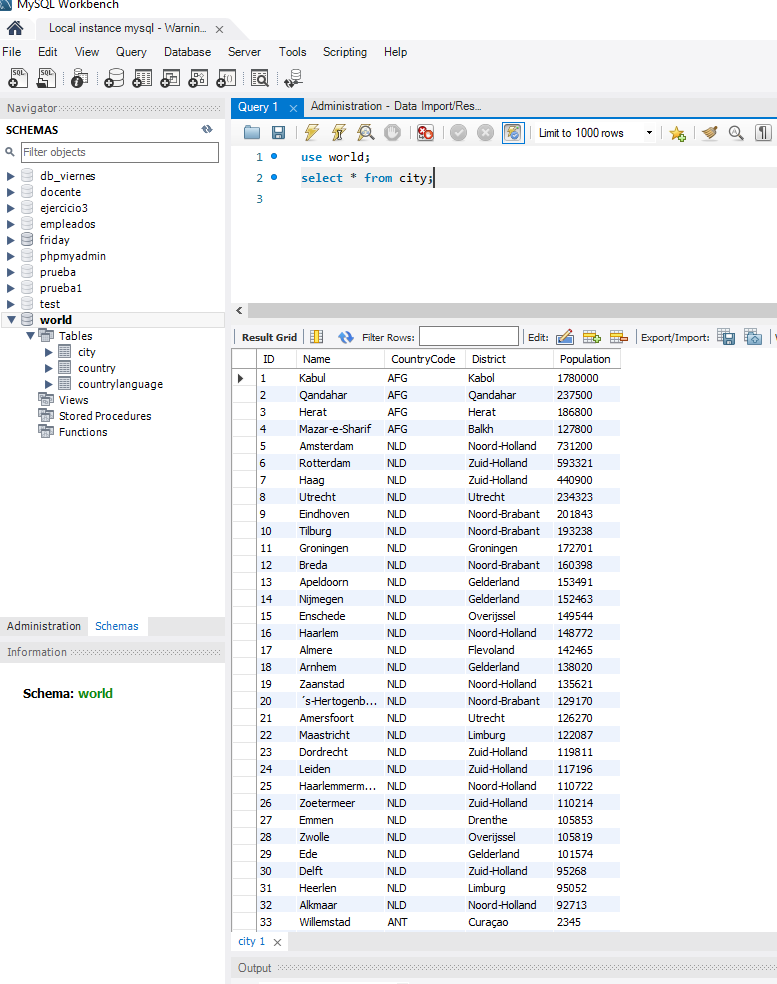 MySQL Workbench
Local instance mysql - Warnin...
File Edit View Query Database Server Tools Scripting Help
Navigator
SCHEMAS
Filter objects
db_viernes
docente
ejercicio3
empleados
friday
phpmyadmin
prueba
prueba1
test
world
Tables
city
country
countrylanguage
Views
Stored Procedures
Functions
Administration Schemas
Information
Schema: world
Query 1 Administration - Data Import/Res...
Limit to 1000 rows
1 use world;
2 select * from city;
3
Result Grid Filter Rows: Edit: Export/Import:
ID Name CountryCode District Population
1 Kabul AFG Kabol 1780000
2 Qandahar AFG Qandahar 237500
3 Herat AFG Herat 186800
4 Mazar-e-Sharif AFG Balkh 127800
5 Amsterdam NLD Noord-Holland 731200
6 Rotterdam NLD Zuid-Holland 593321
7 Haag NLD Zuid-Holland 440900
8 Utrecht NLD Utrecht 234323
9 Eindhoven NLD Noord-Brabant 201843
10 Tilburg NLD Noord-Brabant 193238
11 Groningen NLD Groningen 172701
12 Breda NLD Noord-Brabant 160398
13 Apeldoorn NLD Gelderland 153491
14 Nijmegen NLD Gelderland 152463
15 Enschede NLD Overijssel 149544
16 Haarlem NLD Noord-Holland 148772
17 Almere NLD Flevoland 142465
18 Arnhem NLD Gelderland 138020
19 Zaanstad NLD Noord-Holland 135621
20 ´s-Hertogenb... NLD Noord-Brabant 129170
21 Amersfoort NLD Utrecht 126270
22 Maastricht NLD Limburg 122087
23 Dordrecht NLD Zuid-Holland 119811
24 Leiden NLD Zuid-Holland 117196
25 Haarlemmerm... NLD Noord-Holland 110722
26 Zoetermeer NLD Zuid-Holland 110214
27 Emmen NLD Drenthe 105853
28 Zwolle NLD Overijssel 105819
29 Ede NLD Gelderland 101574
30 Delft NLD Zuid-Holland 95268
31 Heerlen NLD Limburg 95052
32 Alkmaar NLD Noord-Holland 92713
33 Willemstad ANT Curaçao 2345
city 1
Output